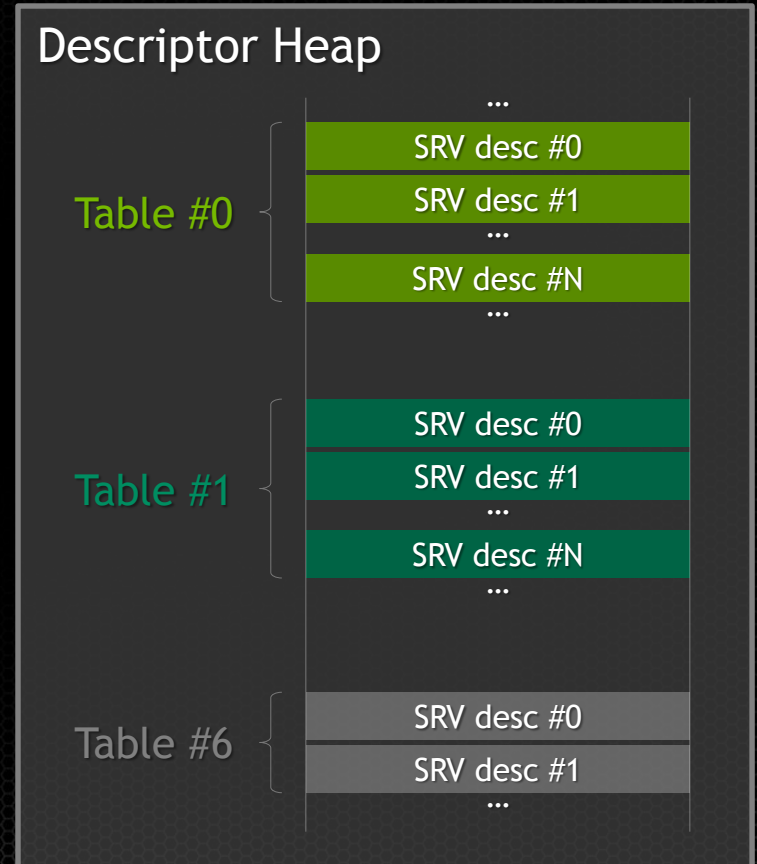 Descriptor Heap
...
Table #0
SRV desc #0
SRV desc #1
...
SRV desc #N
...
Table #1
SRV desc #0
SRV desc #1
...
SRV desc #N
...
Table #6
SRV desc #0
SRV desc #1
...